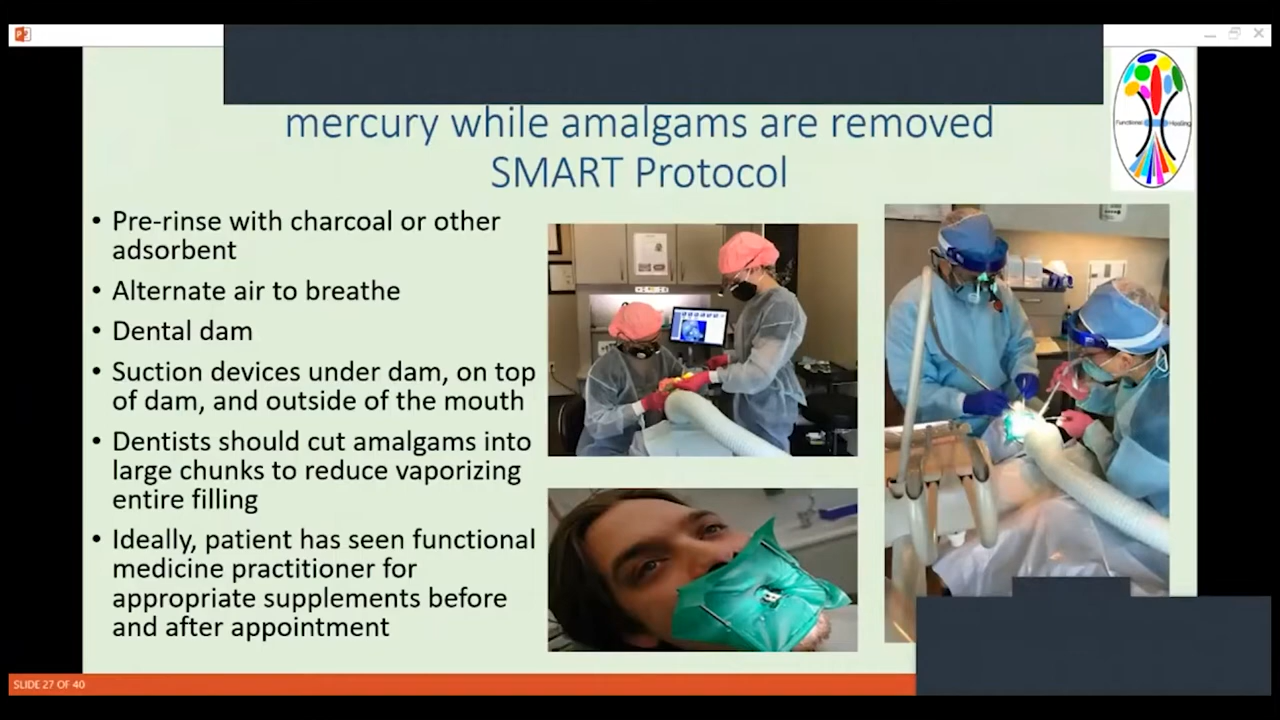 mercury while amalgams are removed
SMART Protocol
Functional Healing
• Pre-rinse with charcoal or other
adsorbent
• Alternate air to breathe
• Dental dam
• Suction devices under dam, on top
of dam, and outside of the mouth
• Dentists should cut amalgams into
large chunks to reduce vaporizing
entire filling
• Ideally, patient has seen functional
medicine practitioner for
appropriate supplements before
and after appointment
SLIDE 27 OF 40